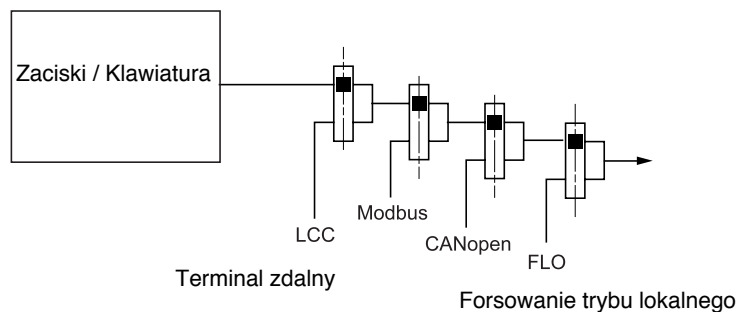 Zaciski / Klawiatura
LCC
Modbus
CANopen
FLO
Terminal zdalny
Forsowanie trybu lokalnego